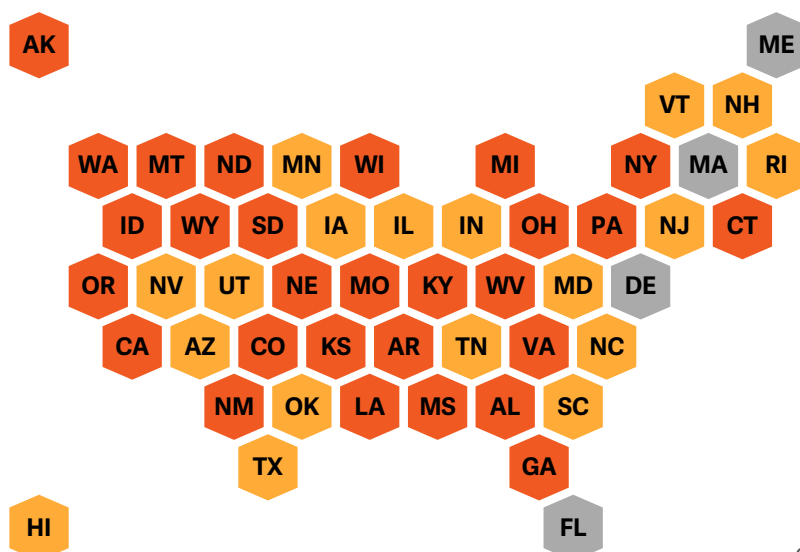 AK ME
VT NH
WA MT ND MN WI MI NY MA RI
ID WY SD IA IL IN OH PA NJ CT
OR NV UT NE MO KY WV MD DE
CA AZ CO KS AR TN VA NC
NM OK LA MS AL SC
TX GA
HI FL